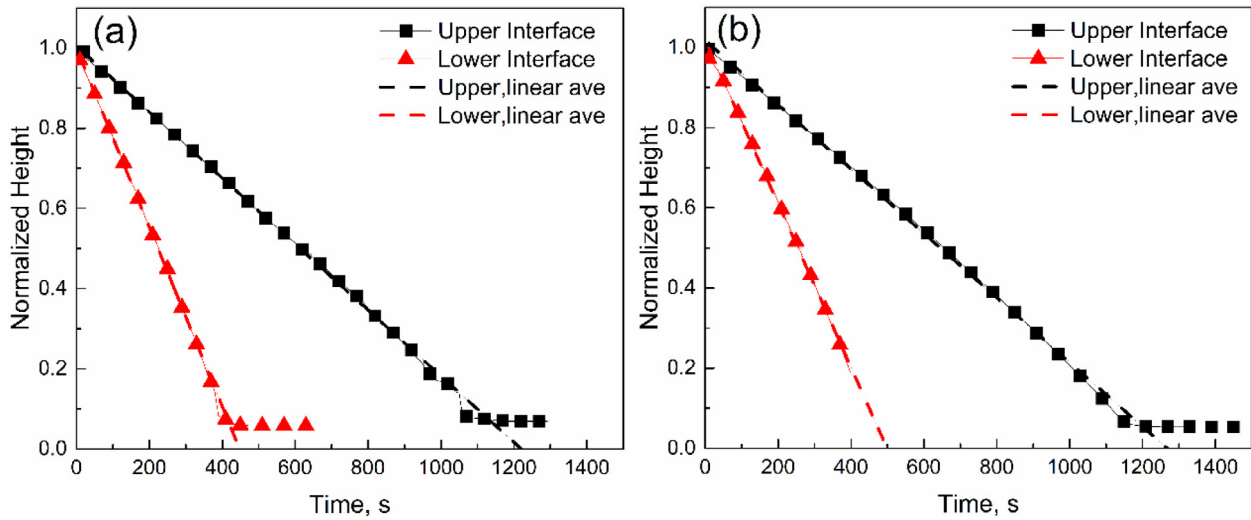 (a)
Upper Interface
Lower Interface
Upper,linear ave
Lower,linear ave
Normalized Height
1.0
0.8
0.6
0.4
0.2
0.0
0 200 400 600 800 1000 1200 1400
Time, s
(b)
Upper Interface
Lower Interface
Upper,linear ave
Lower,linear ave
Normalized Height
1.0
0.8
0.6
0.4
0.2
0.0
0 200 400 600 800 1000 1200 1400
Time, s